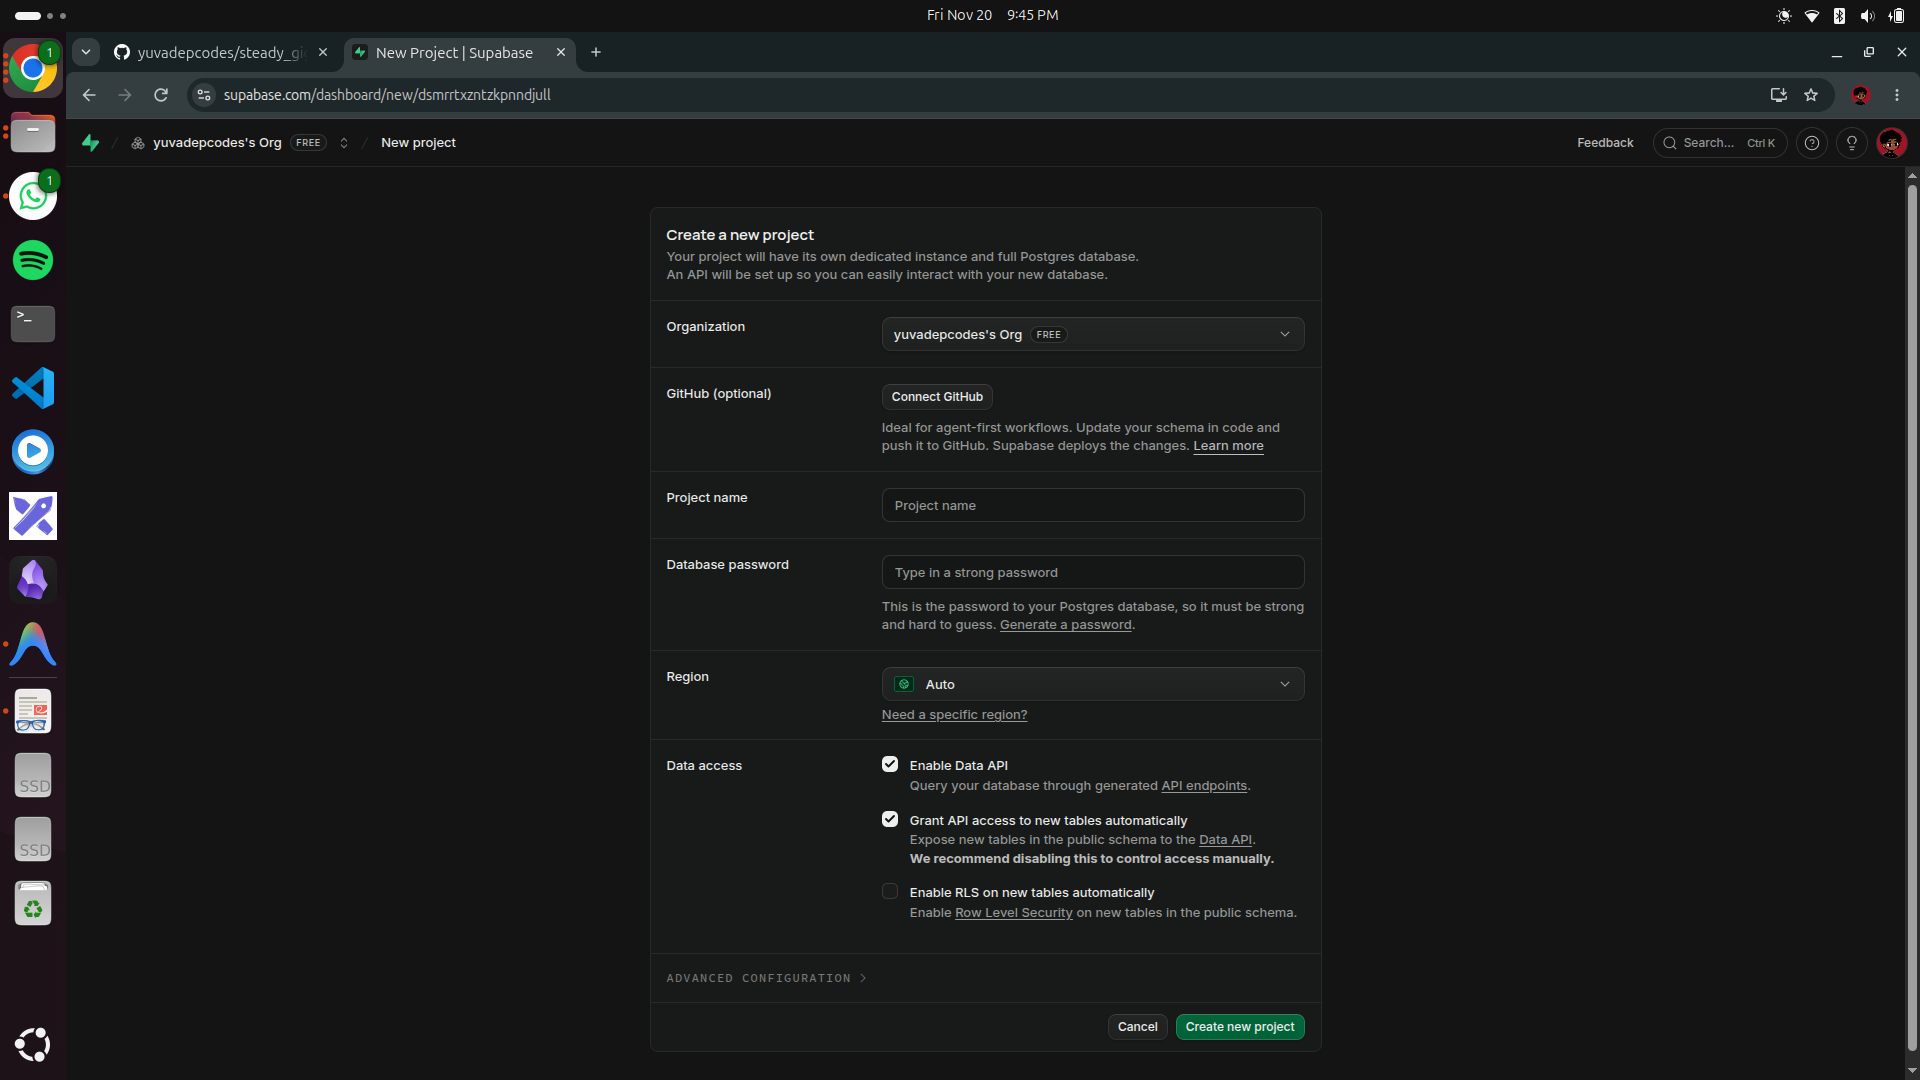 Fri Nov 20 9:45 PM
1
yuvadepcodes/steady_gi
New Project | Supabase
supabase.com/dashboard/new/dsmrrtxzntzkpnndjull
yuvadepcodes's Org FREE / New project
Feedback
Search... Ctrl K
1
Create a new project
Your project will have its own dedicated instance and full Postgres database.
An API will be set up so you can easily interact with your new database.
Organization
yuvadepcodes's Org FREE
GitHub (optional)
Connect GitHub
Ideal for agent-first workflows. Update your schema in code and
push it to GitHub. Supabase deploys the changes. Learn more
Project name
Project name
Database password
Type in a strong password
This is the password to your Postgres database, so it must be strong
and hard to guess. Generate a password.
Region
Auto
Need a specific region?
Data access
Enable Data API
Query your database through generated API endpoints.
Grant API access to new tables automatically
Expose new tables in the public schema to the Data API.
We recommend disabling this to control access manually.
Enable RLS on new tables automatically
Enable Row Level Security on new tables in the public schema.
ADVANCED CONFIGURATION >
Cancel
Create new project
>_
SSD
SSD